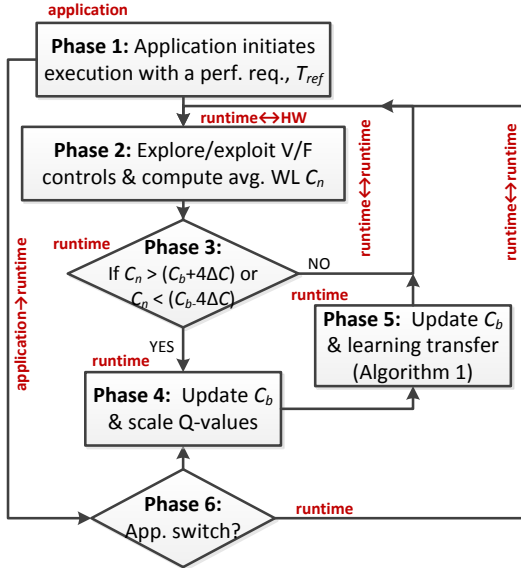 application
Phase 1: Application initiates
execution with a perf. req., Tref
runtime↔HW
Phase 2: Explore/exploit V/F
controls & compute avg. WL Cn
runtime↔runtime
runtime↔runtime
runtime
Phase 3:
If Cn > (Cb+4ΔC) or
Cn < (Cb-4ΔC)
NO
runtime
YES
runtime
application→runtime
Phase 5: Update Cb
& learning transfer
(Algorithm 1)
Phase 4: Update Cb
& scale Q-values
Phase 6:
App. switch?
runtime